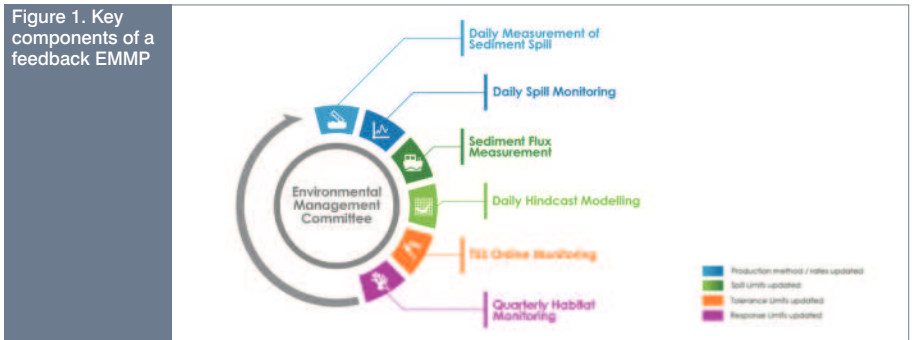 Figure 1. Key
components of a
feedback EMMP
Daily Measurement of
Sediment Spill
Daily Spill Monitoring
Sediment Flux
Measurement
Environmental
Management
Committee
Daily Hindcast Modelling
TSS Online Monitoring
Quarterly Habitat
Monitoring
Production method / rates updated
Spill Limits updated
Tolerance Limits updated
Response Limits updated